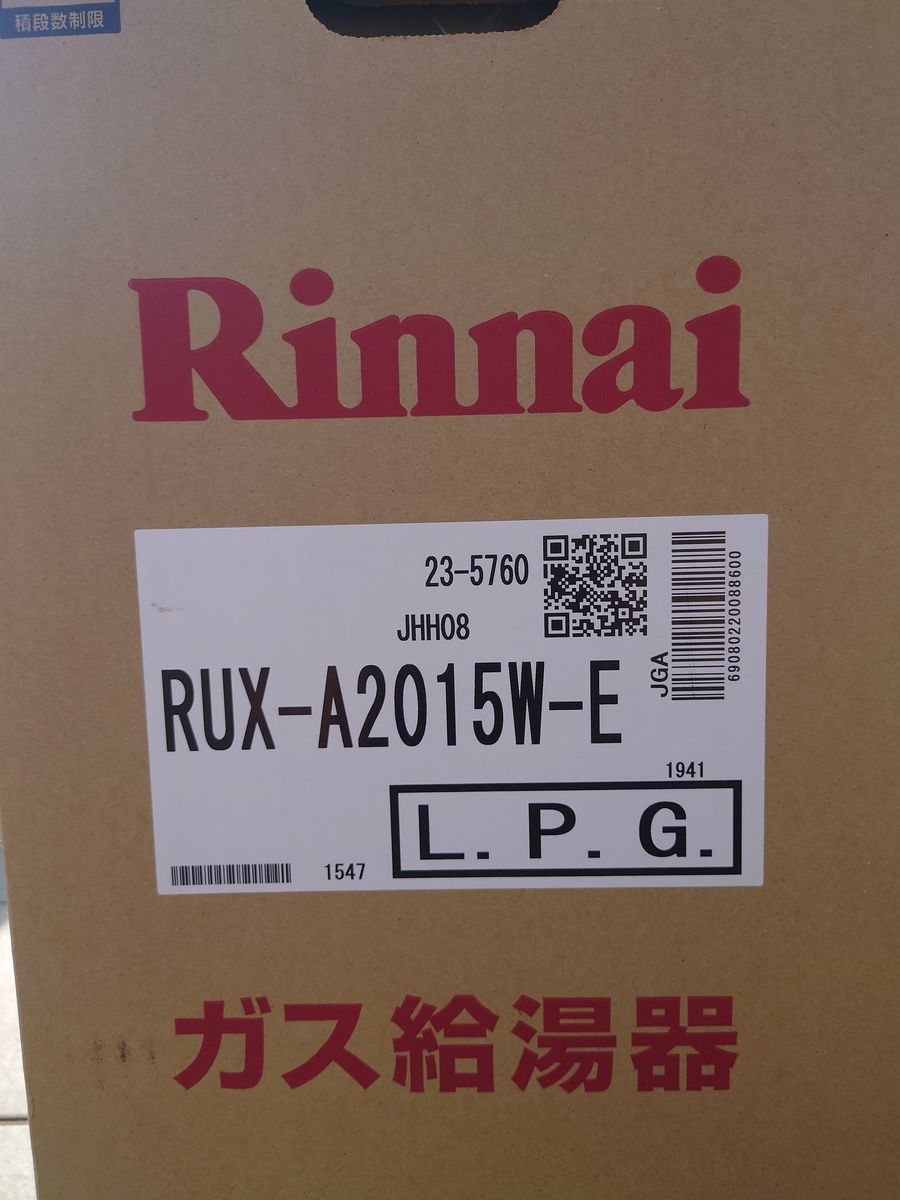 積段数制限
Rinnai
23-5760
JHH08
RUX-A2015W-E
JGA
69080220088600
1941
L.P.G.
1547
ガス給湯器